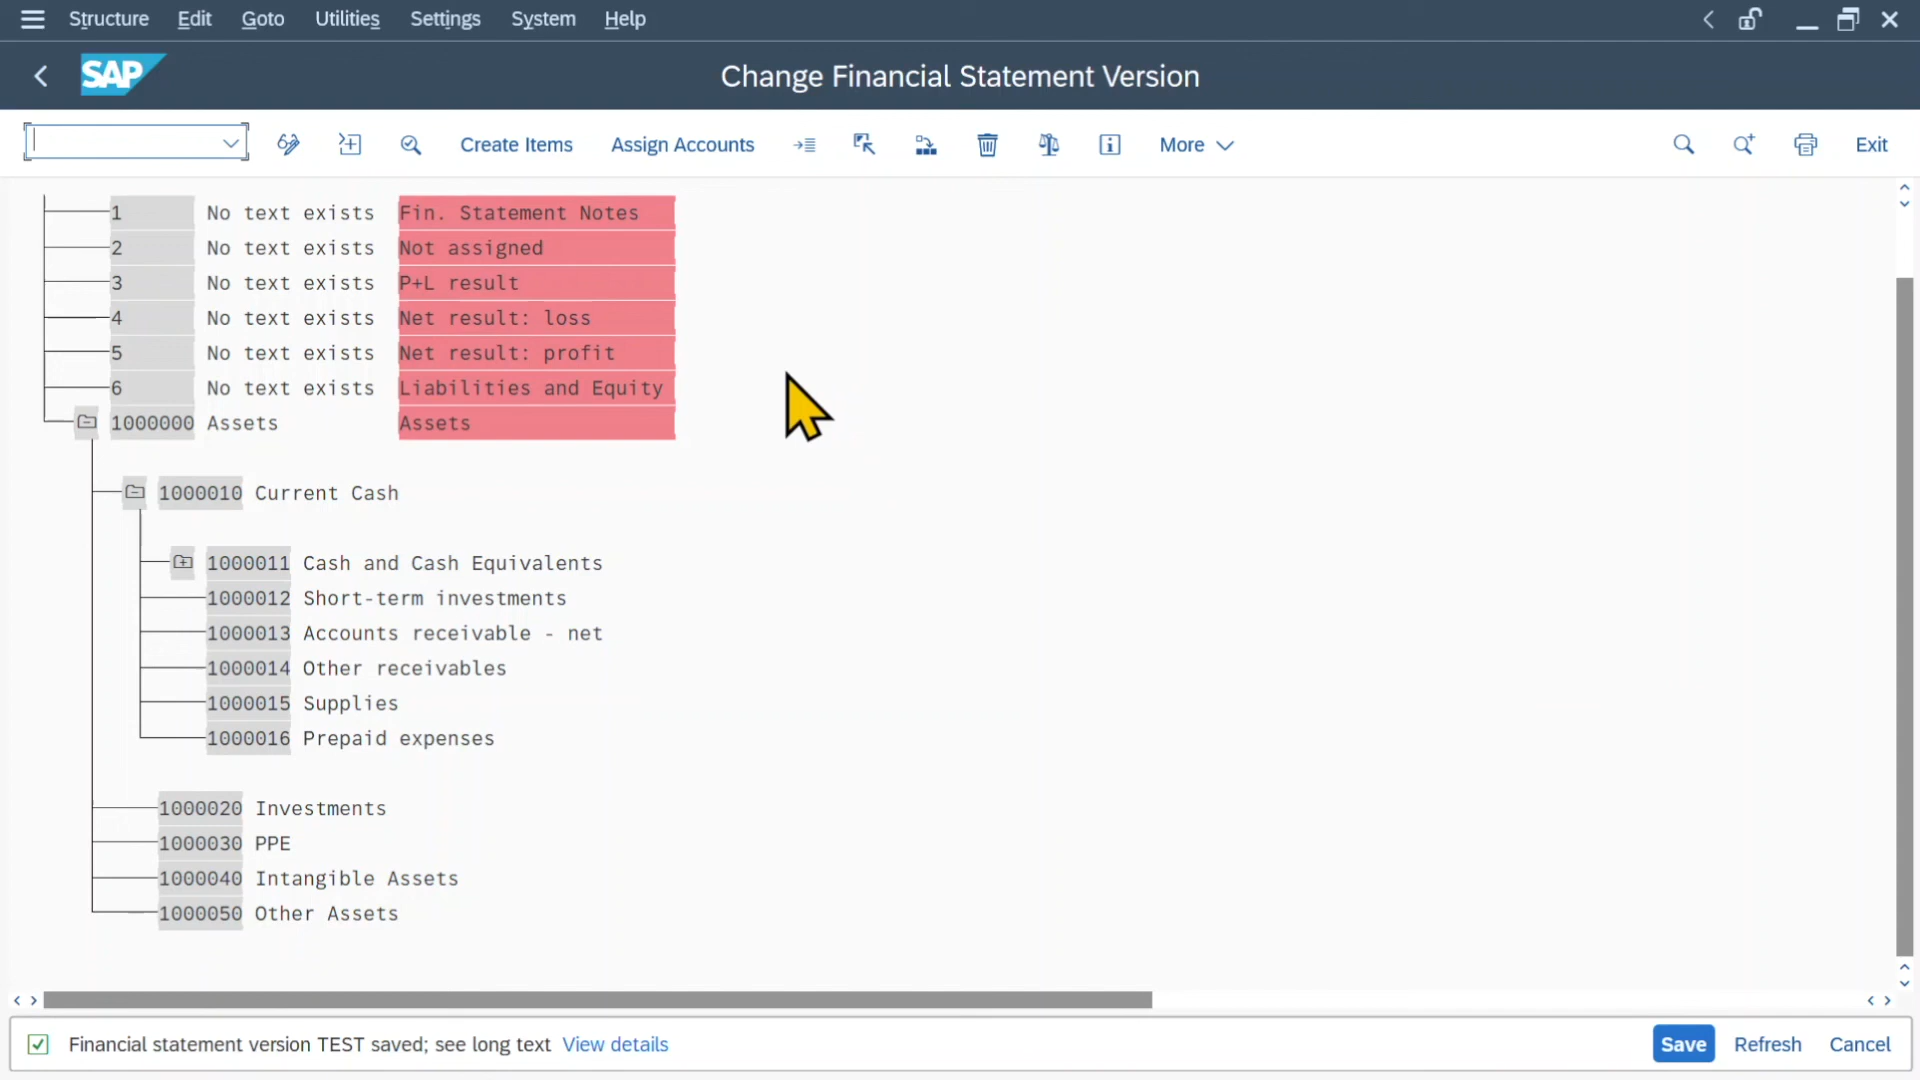 Structure Edit Goto Utilities Settings System Help
SAP Change Financial Statement Version
Create Items Assign Accounts More Exit
1 No text exists Fin. Statement Notes
2 No text exists Not assigned
3 No text exists P+L result
4 No text exists Net result: loss
5 No text exists Net result: profit
6 No text exists Liabilities and Equity
1000000 Assets Assets
1000010 Current Cash
1000011 Cash and Cash Equivalents
1000012 Short-term investments
1000013 Accounts receivable - net
1000014 Other receivables
1000015 Supplies
1000016 Prepaid expenses
1000020 Investments
1000030 PPE
1000040 Intangible Assets
1000050 Other Assets
Financial statement version TEST saved; see long text View details Save Refresh Cancel